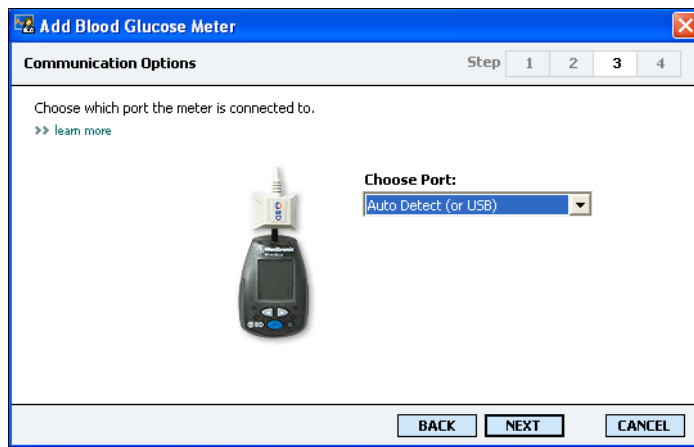 Add Blood Glucose Meter
Communication Options
Step 1 2 3 4
Choose which port the meter is connected to.
>> learn more
Choose Port:
Auto Detect (or USB)
Medtronic
BD
BACK NEXT CANCEL